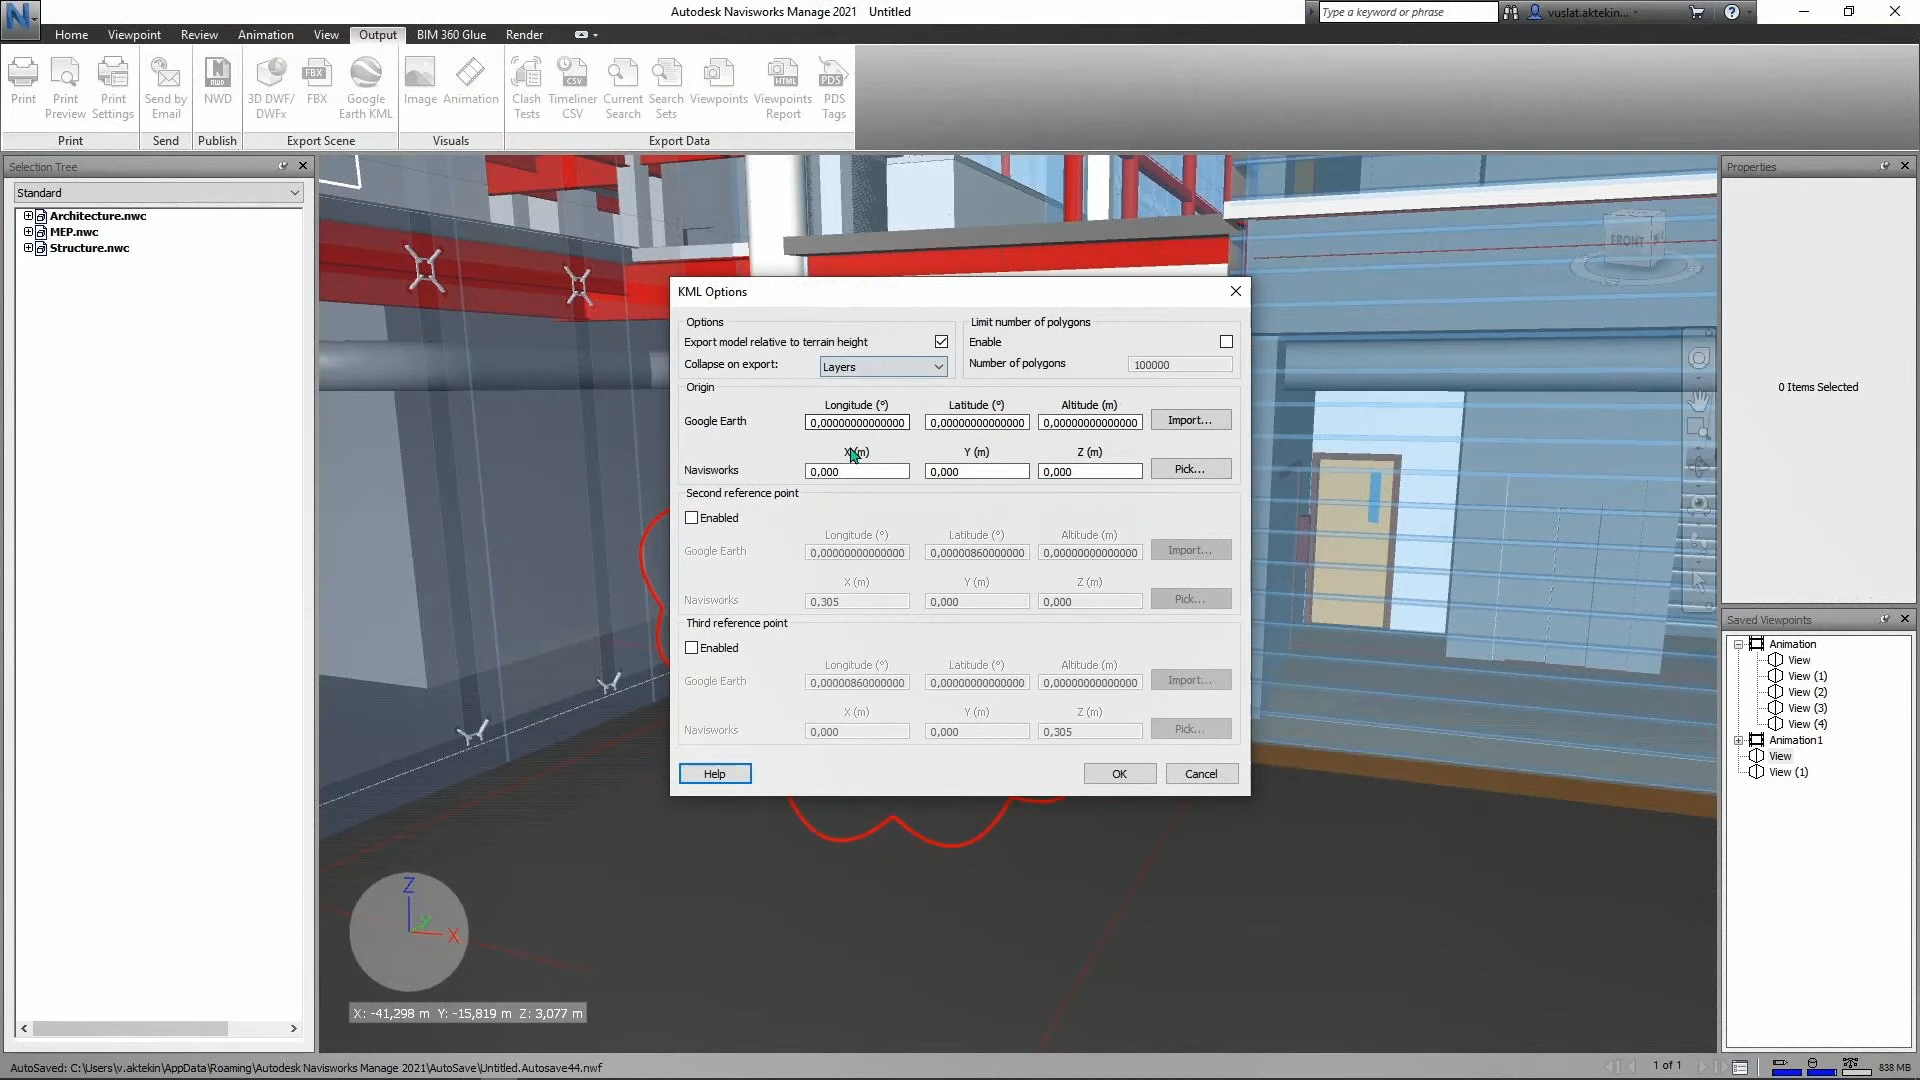 Autodesk Navisworks Manage 2021 Untitled
Type a keyword or phrase
vuslat.aktekin...
Home Viewpoint Review Animation View Output BIM 360 Glue Render
Print
Print Preview
Print Settings
Send by Email
NWD
3D DWF/ DWFx
FBX
Google Earth KML
Image
Animation
Clash Tests
Timeliner CSV
Current Search
Search Sets
Viewpoints
Viewpoints Report
PDS Tags
Print Send Publish Export Scene Visuals Export Data
Selection Tree
Standard
Architecture.nwc
MEP.nwc
Structure.nwc
FRONT
KML Options
Options
Export model relative to terrain height
Collapse on export: Layers
Limit number of polygons
Enable
Number of polygons 100000
Origin
Longitude (°) Latitude (°) Altitude (m)
Google Earth 0,00000000000000 0,00000000000000 0,00000000000000 Import...
X (m) Y (m) Z (m)
Navisworks 0,000 0,000 0,000 Pick...
Second reference point
Enabled
Longitude (°) Latitude (°) Altitude (m)
Google Earth 0,00000000000000 0,00000860000000 0,00000000000000 Import...
X (m) Y (m) Z (m)
Navisworks 0,305 0,000 0,000 Pick...
Third reference point
Enabled
Longitude (°) Latitude (°) Altitude (m)
Google Earth 0,00000860000000 0,00000000000000 0,00000000000000 Import...
X (m) Y (m) Z (m)
Navisworks 0,000 0,000 0,305 Pick...
Help OK Cancel
Z
Y
X
X: -41,298 m Y: -15,819 m Z: 3,077 m
Properties
0 Items Selected
Saved Viewpoints
Animation
View
View (1)
View (2)
View (3)
View (4)
Animation1
View
View (1)
AutoSaved: C:\Users\v.aktekin\AppData\Roaming\Autodesk Navisworks Manage 2021\AutoSave\Untitled.Autosave44.nwf
1 of 1
838 MB